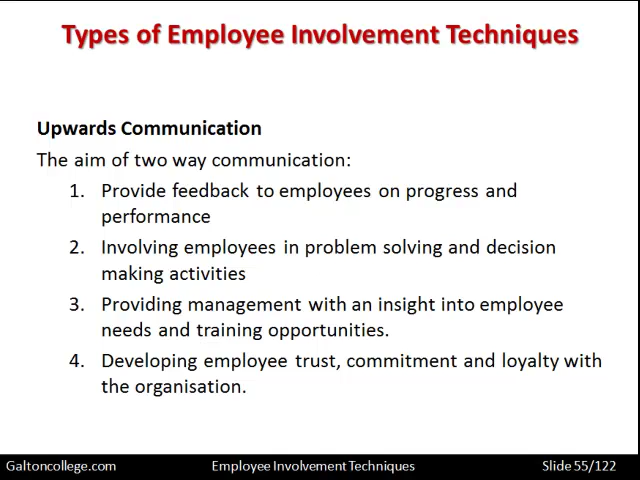 Types of Employee Involvement Techniques
Upwards Communication
The aim of two way communication:
1. Provide feedback to employees on progress and
performance
2. Involving employees in problem solving and decision
making activities
3. Providing management with an insight into employee
needs and training opportunities.
4. Developing employee trust, commitment and loyalty with
the organisation.
Galtoncollege.com Employee Involvement Techniques Slide 55/122